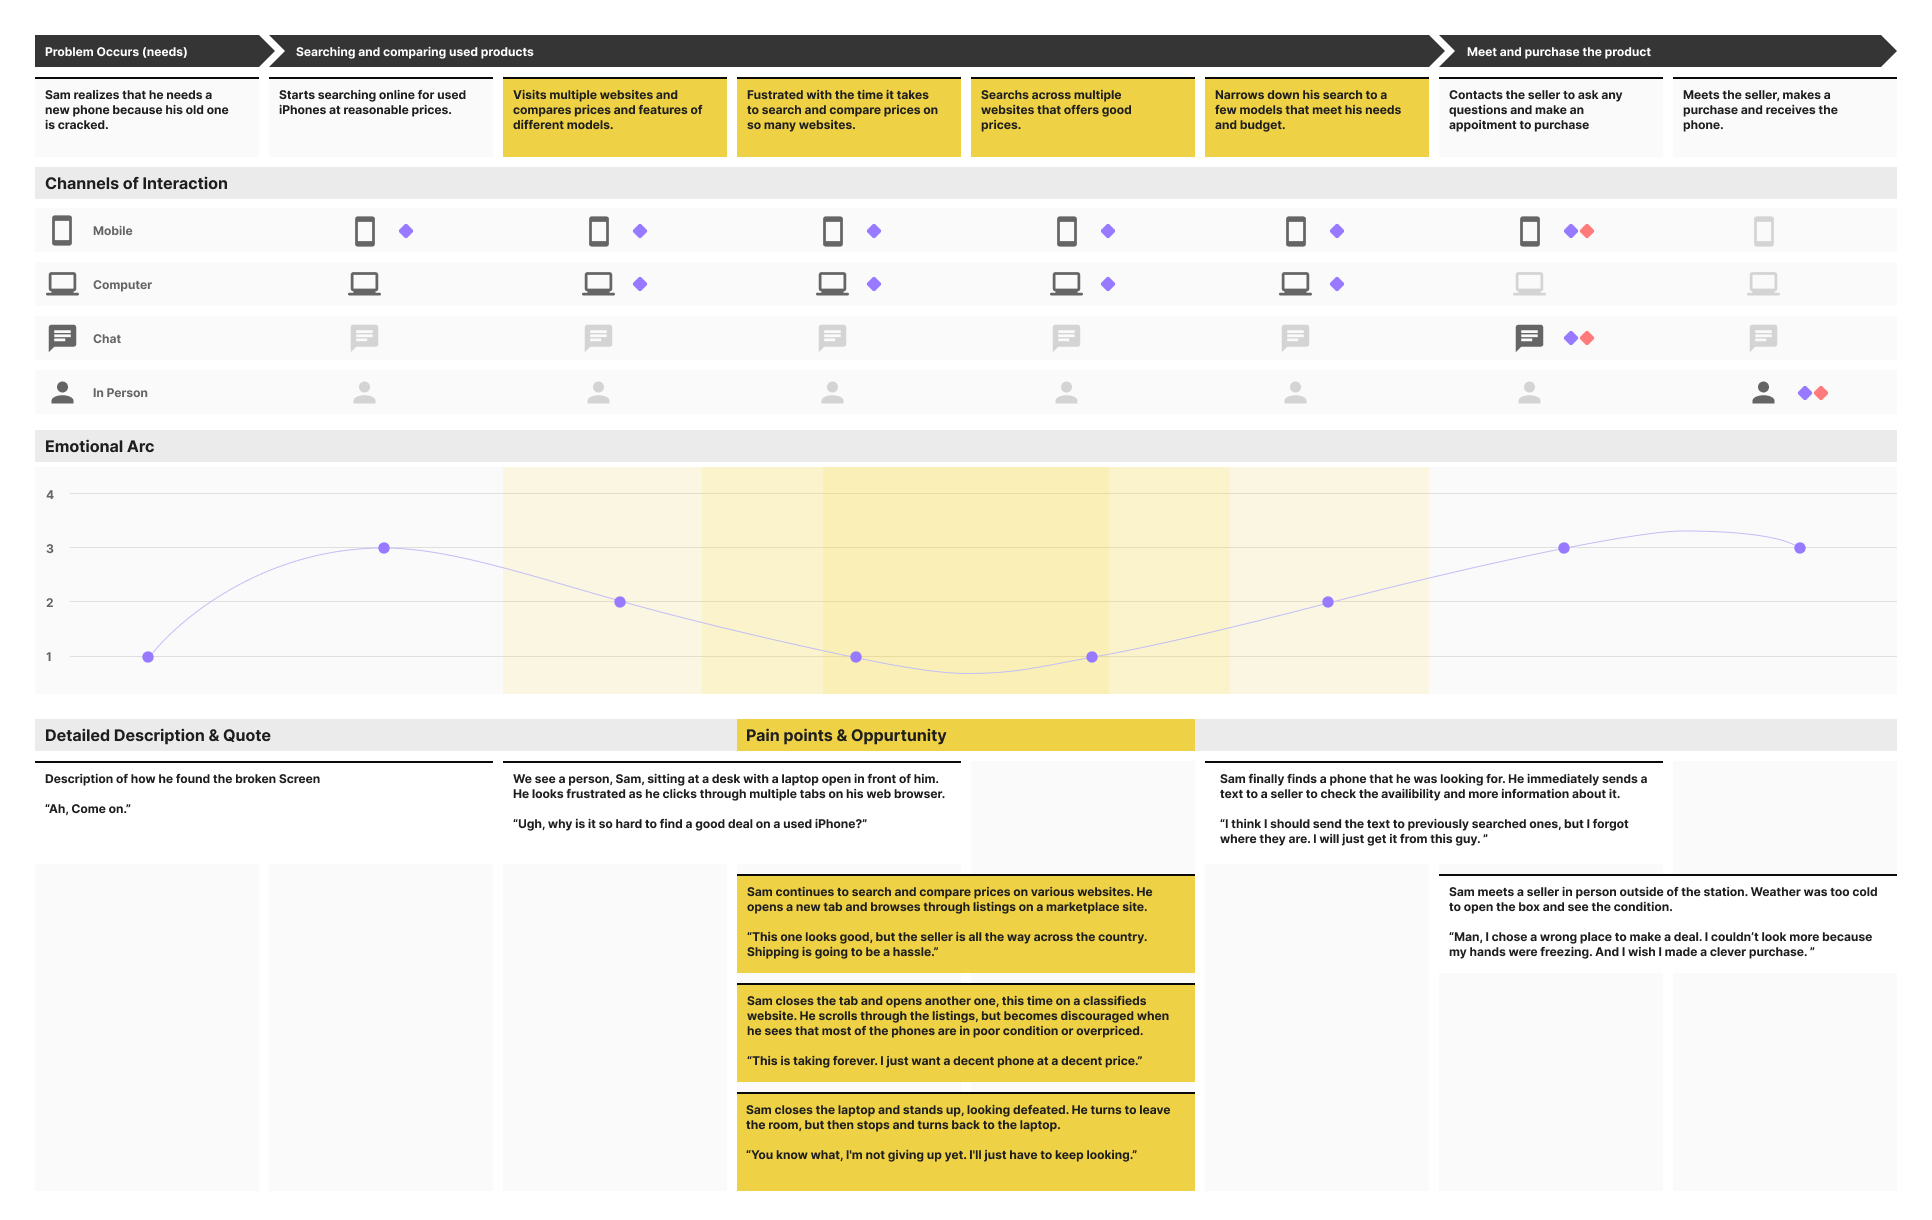 Problem Occurs (needs)
Searching and comparing used products
Meet and purchase the product
Sam realizes that he needs a
new phone because his old one
is cracked.
Starts searching online for used
iPhones at reasonable prices.
Visits multiple websites and
compares prices and features of
different models.
Fustrated with the time it takes
to search and compare prices on
so many websites.
Searchs across multiple
websites that offers good
prices.
Narrows down his search to a
few models that meet his needs
and budget.
Contacts the seller to ask any
questions and make an
appoitment to purchase
Meets the seller, makes a
purchase and receives the
phone.
Channels of Interaction
Mobile
Computer
Chat
In Person
Emotional Arc
4
3
2
1
Detailed Description & Quote
Pain points & Oppurtunity
Description of how he found the broken Screen
“Ah, Come on.”
We see a person, Sam, sitting at a desk with a laptop open in front of him.
He looks frustrated as he clicks through multiple tabs on his web browser.
“Ugh, why is it so hard to find a good deal on a used iPhone?”
Sam finally finds a phone that he was looking for. He immediately sends a
text to a seller to check the availibility and more information about it.
“I think I should send the text to previously searched ones, but I forgot
where they are. I will just get it from this guy. ”
Sam continues to search and compare prices on various websites. He
opens a new tab and browses through listings on a marketplace site.
“This one looks good, but the seller is all the way across the country.
Shipping is going to be a hassle.”
Sam meets a seller in person outside of the station. Weather was too cold
to open the box and see the condition.
“Man, I chose a wrong place to make a deal. I couldn’t look more because
my hands were freezing. And I wish I made a clever purchase. ”
Sam closes the tab and opens another one, this time on a classifieds
website. He scrolls through the listings, but becomes discouraged when
he sees that most of the phones are in poor condition or overpriced.
“This is taking forever. I just want a decent phone at a decent price.”
Sam closes the laptop and stands up, looking defeated. He turns to leave
the room, but then stops and turns back to the laptop.
“You know what, I'm not giving up yet. I'll just have to keep looking.”